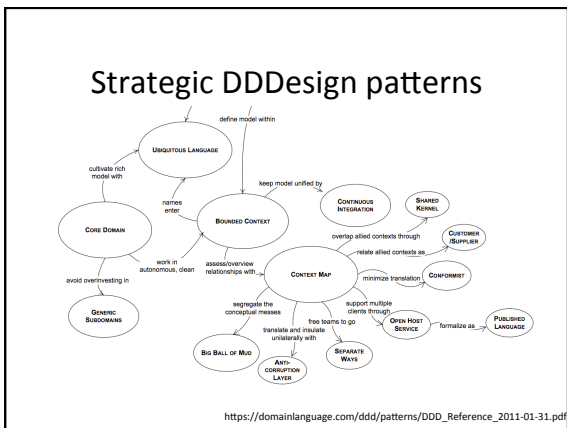 Strategic DDDesign patterns
define model within
UBIQUITOUS LANGUAGE
cultivate rich
model with
names
enter
keep model unified by
CONTINUOUS
INTEGRATION
SHARED
KERNEL
BOUNDED CONTEXT
CORE DOMAIN
overlap allied contexts through
CUSTOMER
/SUPPLIER
work in
autonomous, clean
assess/overview
relationships with
relate allied contexts as
CONTEXT MAP
minimize translation
CONFORMIST
avoid overinvesting in
GENERIC
SUBDOMAINS
segregate the
conceptual messes
translate and insulate
unilaterally with
free teams to go
support multiple
clients through
OPEN HOST
SERVICE
formalize as
PUBLISHED
LANGUAGE
BIG BALL OF MUD
ANTI-
CORRUPTION
LAYER
SEPARATE
WAYS
https://domainlanguage.com/ddd/patterns/DDD_Reference_2011-01-31.pdf